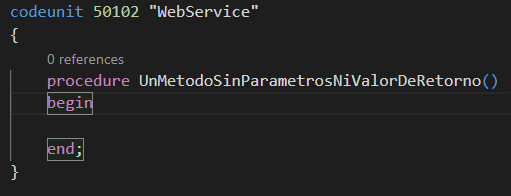 codeunit 50102 "WebService"
{
0 references
procedure UnMetodoSinParametrosNiValorDeRetorno()
begin
end;
}